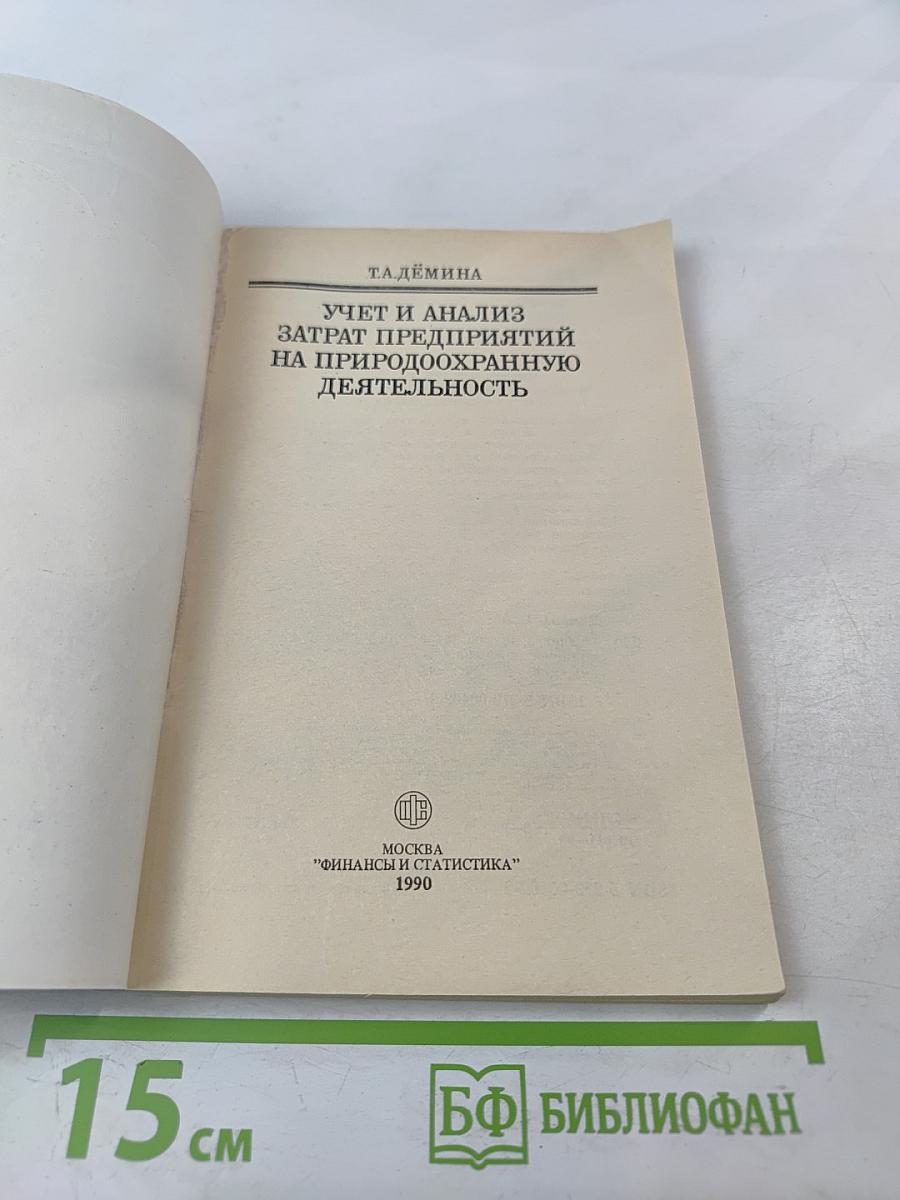 Т.А.ДЁМИНА
УЧЕТ И АНАЛИЗ
ЗАТРАТ ПРЕДПРИЯТИЙ
НА ПРИРОДООХРАННУЮ
ДЕЯТЕЛЬНОСТЬ
МОСКВА
"ФИНАНСЫ И СТАТИСТИКА"
1990
15 см
БФ БИБЛИОФАН